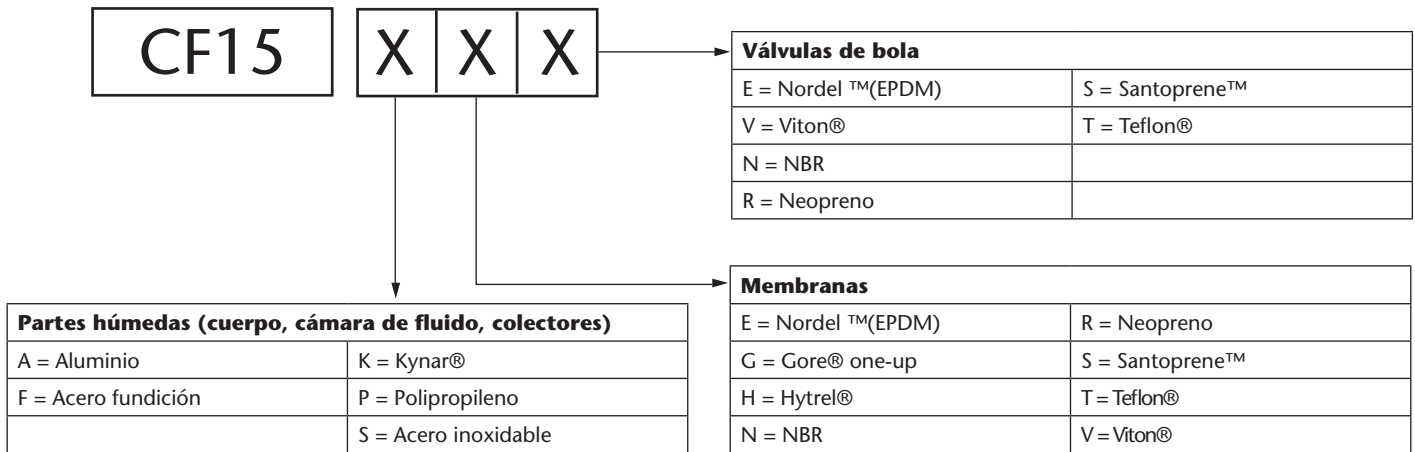 CF15 X X X
Válvulas de bola
E = Nordel ™(EPDM) S = Santoprene™
V = Viton® T = Teflon®
N = NBR
R = Neopreno
Membranas
E = Nordel ™(EPDM) R = Neopreno
G = Gore® one-up S = Santoprene™
H = Hytrel® T = Teflon®
N = NBR V = Viton®
Partes húmedas (cuerpo, cámara de fluido, colectores)
A = Aluminio K = Kynar®
F = Acero fundición P = Polipropileno
S = Acero inoxidable